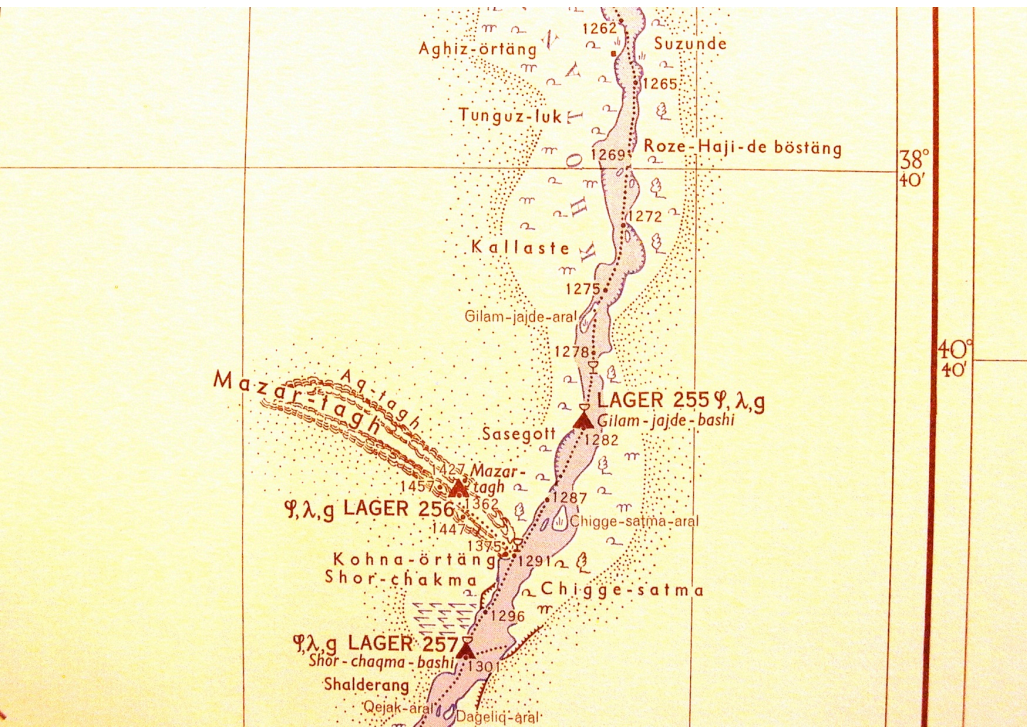 1262
Suzunde
Aghiz-örtäng
1265
Tunguz-luk
KHOTAN
1269
Roze-Haji-de böstäng
38°
40'
1272
Kallaste
1275
Gilam-jajde-aral
1278
40°
40'
Aq-tagh
Mazar-tagh
LAGER 255 φ, λ, g
Gilam-jajde-bashi
Sasegott
1282
1427
Mazar-
tagh
1457
1287
1362
φ, λ, g LAGER 256
Chigge-satma-aral
1447
1375
Kohna-örtäng
1291
Shor-chakma
Chigge-satma
1296
φ, λ, g LAGER 257
Shor-chaqma-bashi
1301
Shalderang
Qejak-aral
Dageliq-aral